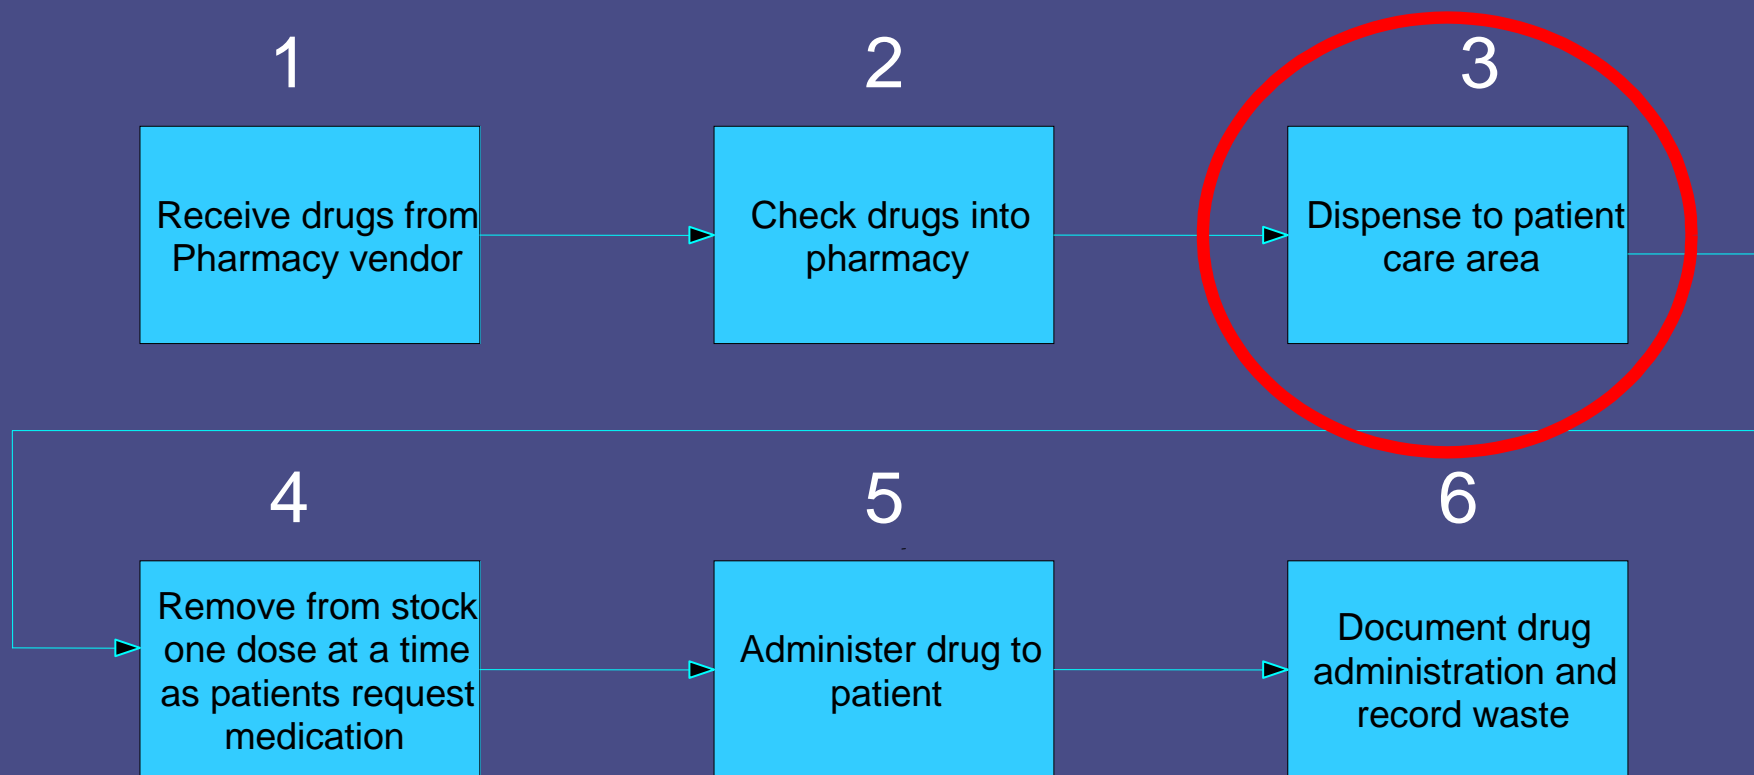 1
Receive drugs from
Pharmacy vendor
2
Check drugs into
pharmacy
3
Dispense to patient
care area
4
Remove from stock
one dose at a time
as patients request
medication
5
Administer drug to
patient
6
Document drug
administration and
record waste